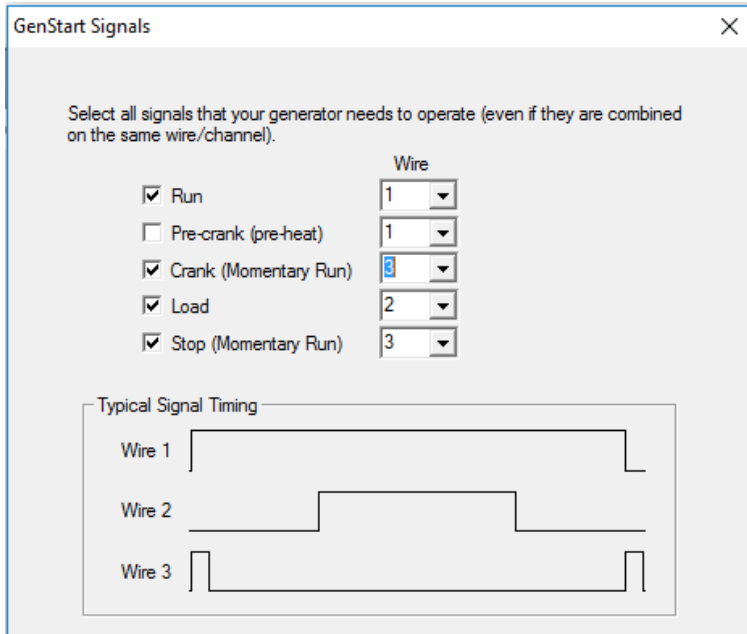 GenStart Signals
Select all signals that your generator needs to operate (even if they are combined
on the same wire/channel).
Wire
Run 1
Pre-crank (pre-heat) 1
Crank (Momentary Run) 3
Load 2
Stop (Momentary Run) 3
Typical Signal Timing
Wire 1
Wire 2
Wire 3